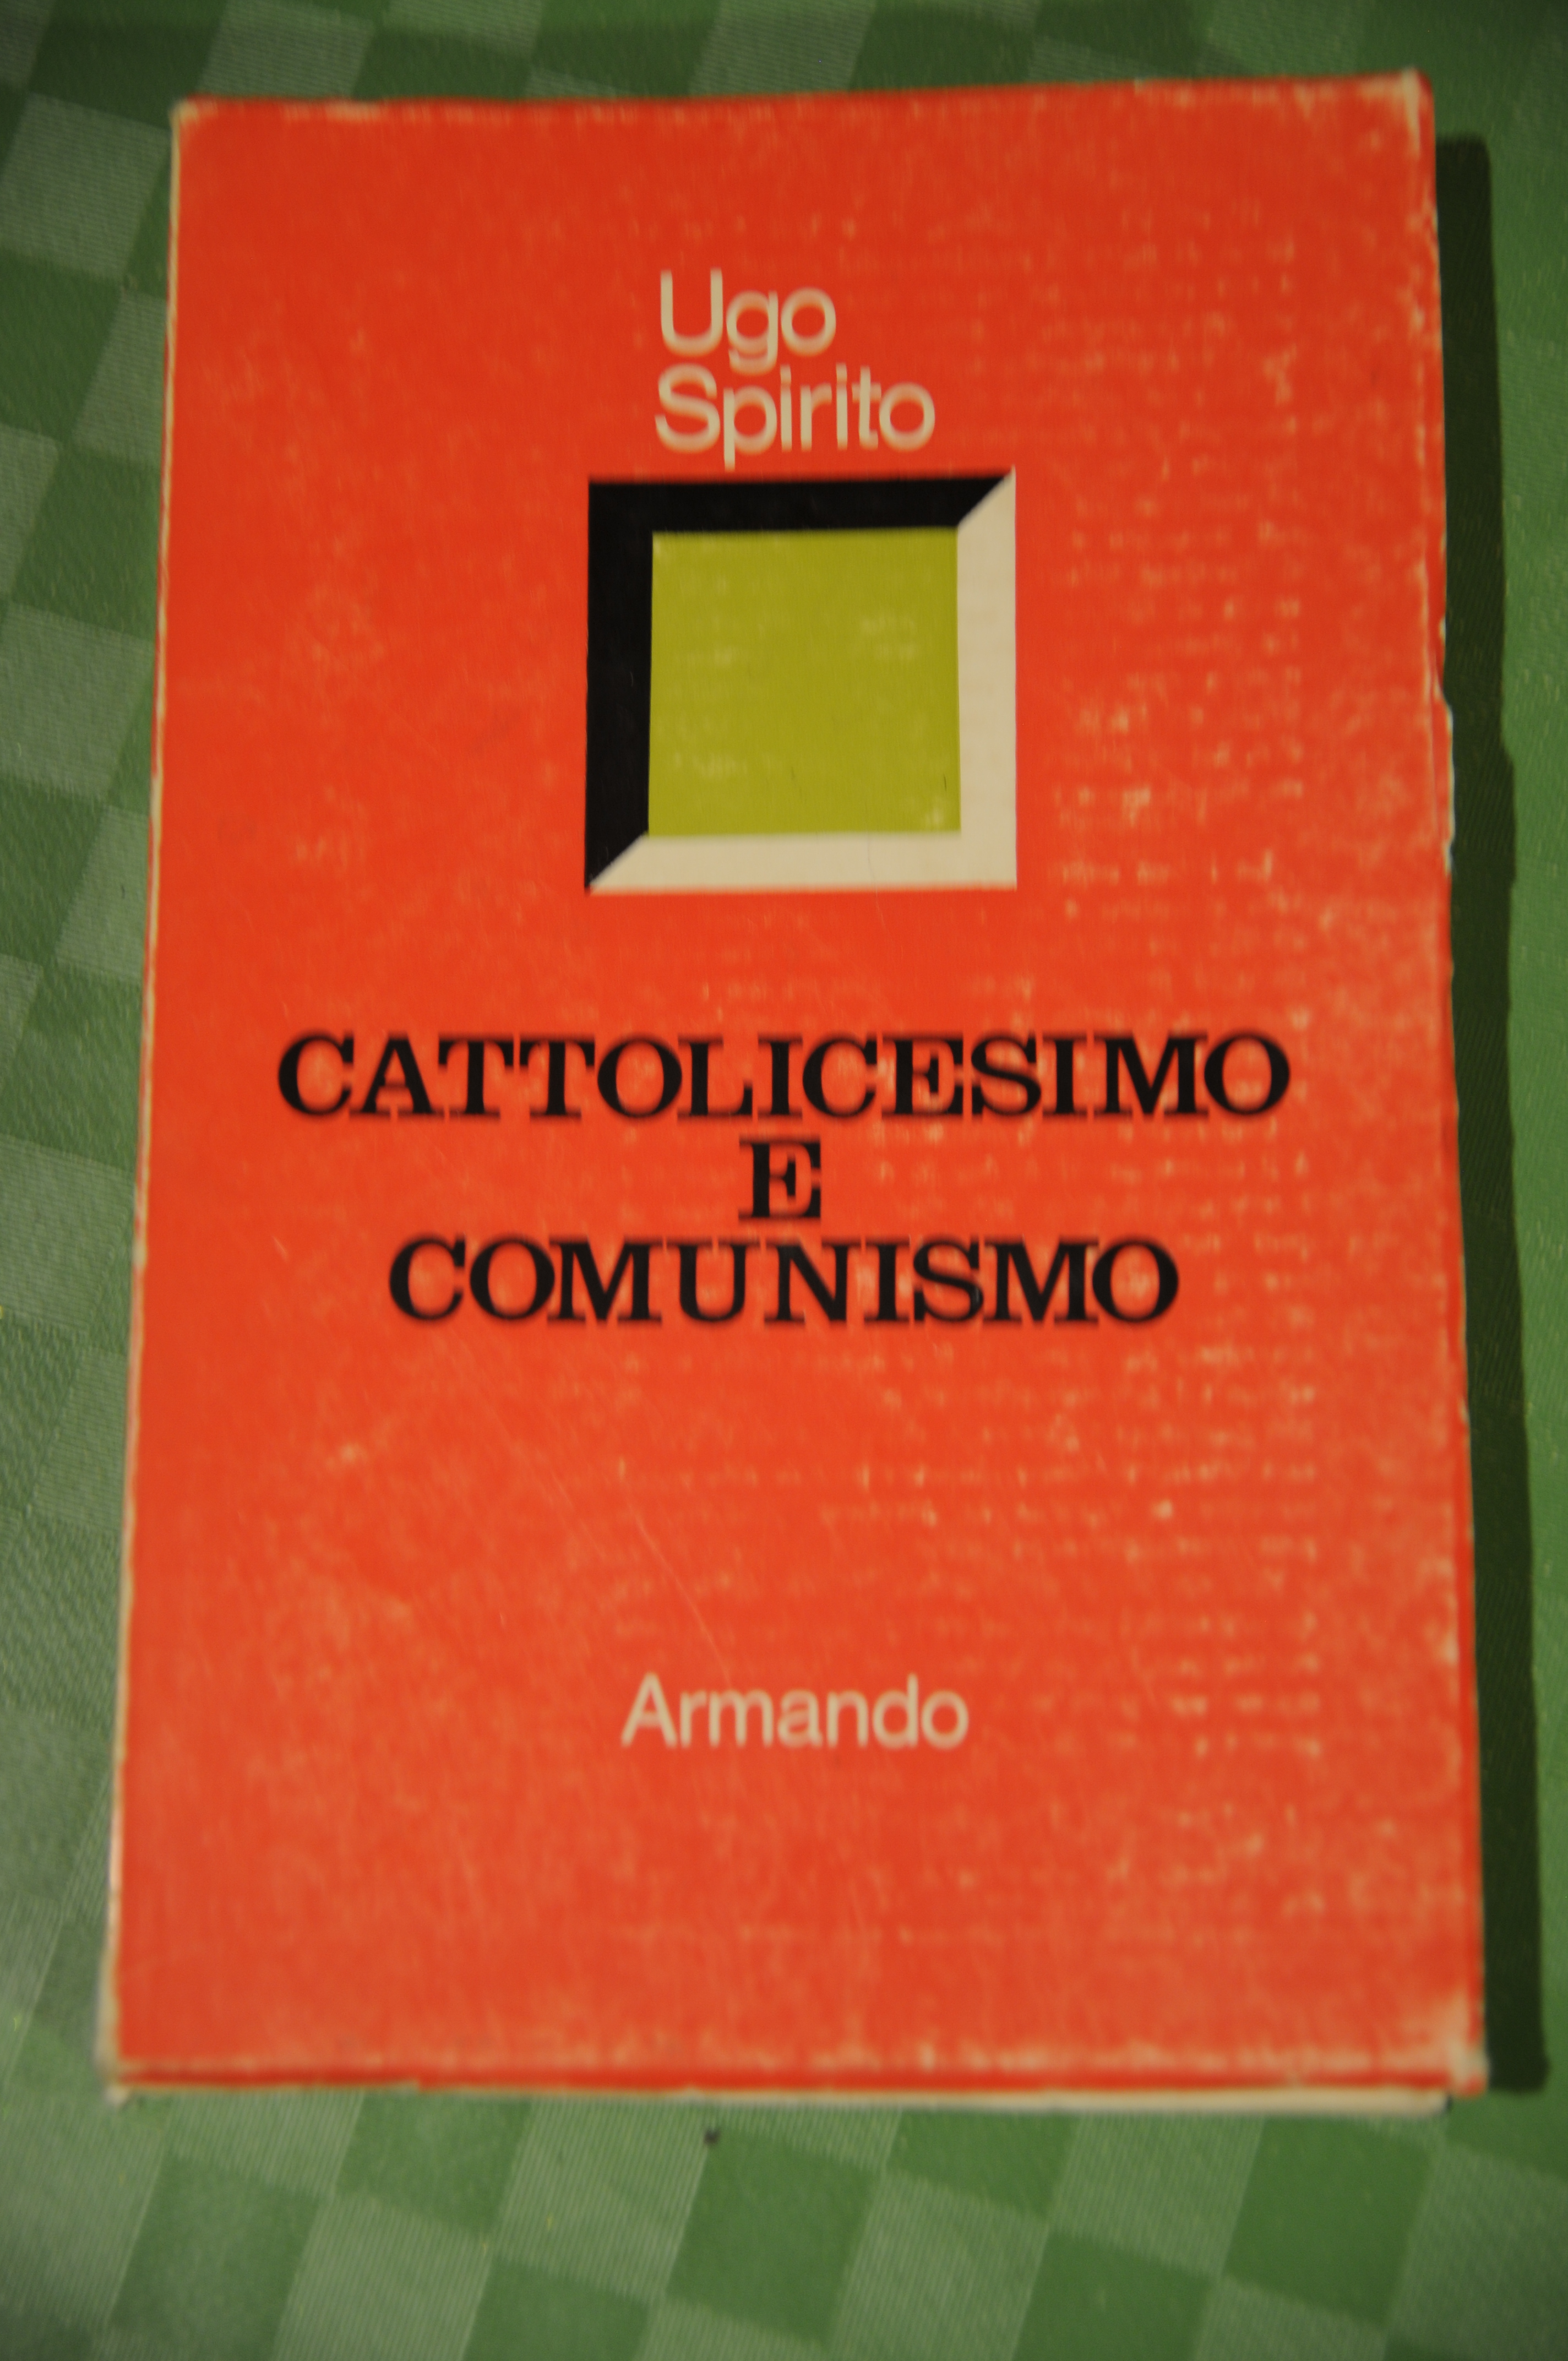 Ugo
Spirito
CATTOLICESIMO
E
COMUNISMO
Armando